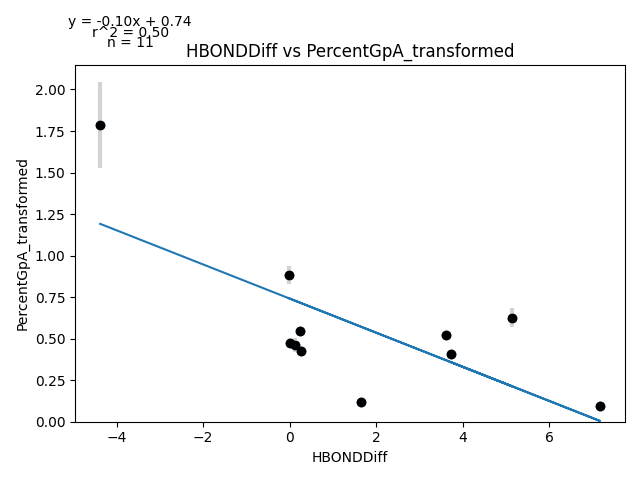 y = -0.10x + 0.74
r^2 = 0.50
n = 11
HBONDDiff vs PercentGpA_transformed
2.00
1.75
1.50
1.25
1.00
0.75
0.50
0.25
0.00
PercentGpA_transformed
−4 −2 0 2 4 6
HBONDDiff